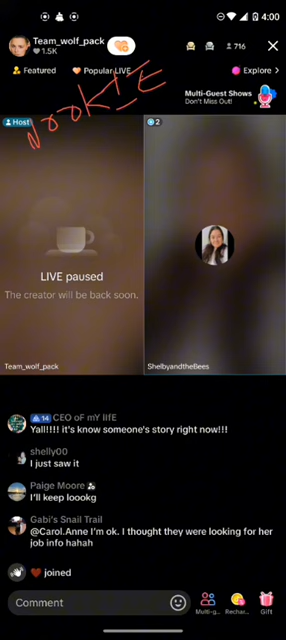 4:00
Team_wolf_pack
1.5K
716
Featured
Popular LIVE
Explore >
Multi-Guest Shows
Don't Miss Out!
NooKIE
Host
2
LIVE paused
The creator will be back soon.
Team_wolf_pack
ShelbyandtheBees
14 CEO oF mY lifE
Yall!!!! it's know someone's story right now!!!
shelly00
I just saw it
Paige Moore
I'll keep loookg
Gabi's Snail Trail
@Carol.Anne I'm ok. I thought they were looking for her
job info hahah
joined
Comment
Multi-g...
Rechar...
Gift